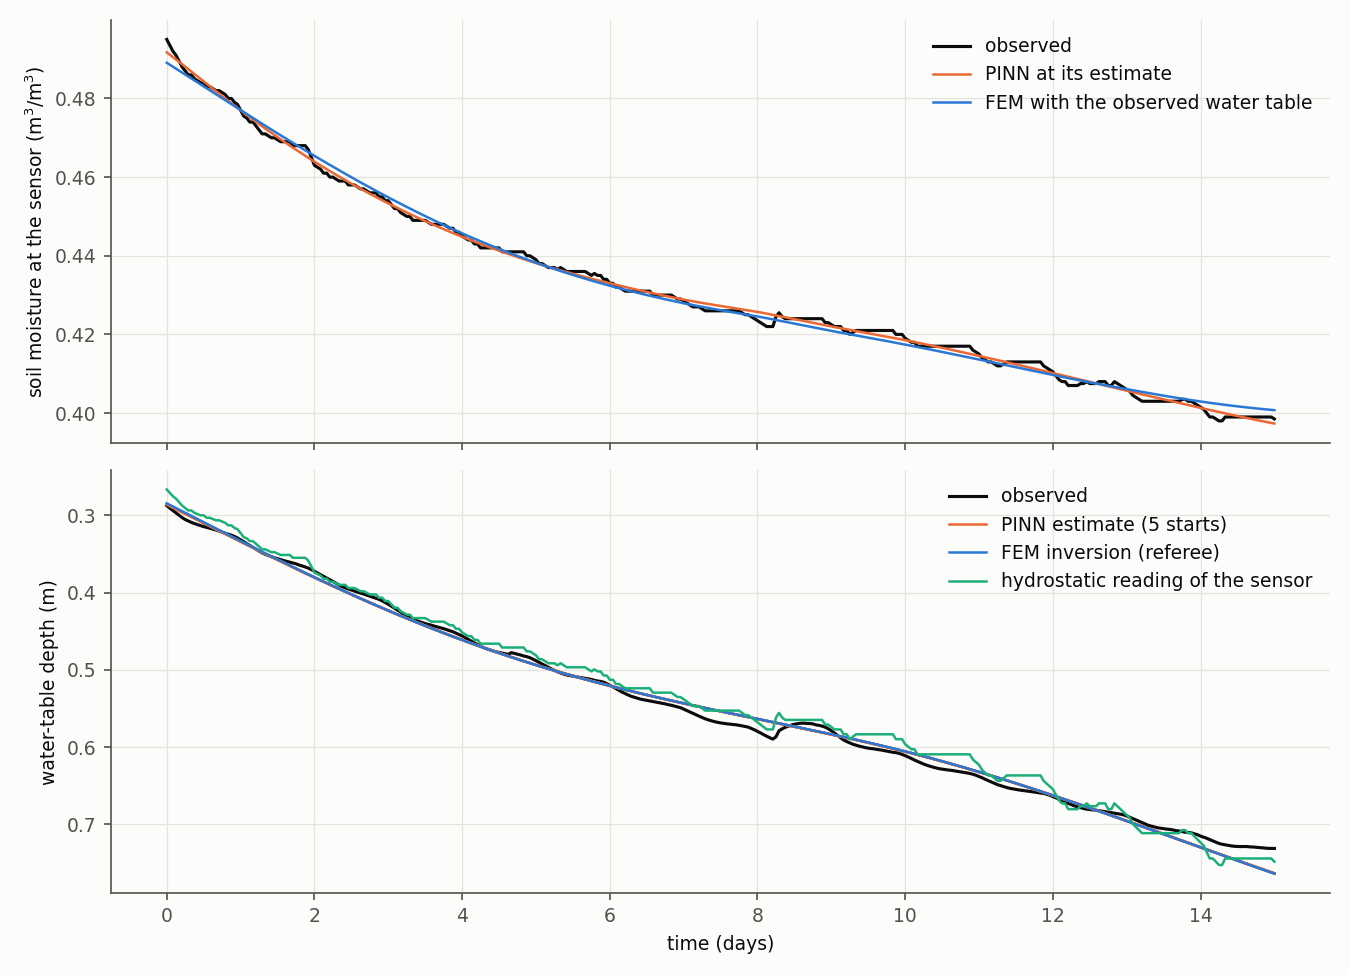 soil moisture at the sensor (m³/m³)
0.48
0.46
0.44
0.42
0.40
observed
PINN at its estimate
FEM with the observed water table
water-table depth (m)
0.3
0.4
0.5
0.6
0.7
observed
PINN estimate (5 starts)
FEM inversion (referee)
hydrostatic reading of the sensor
0 2 4 6 8 10 12 14
time (days)